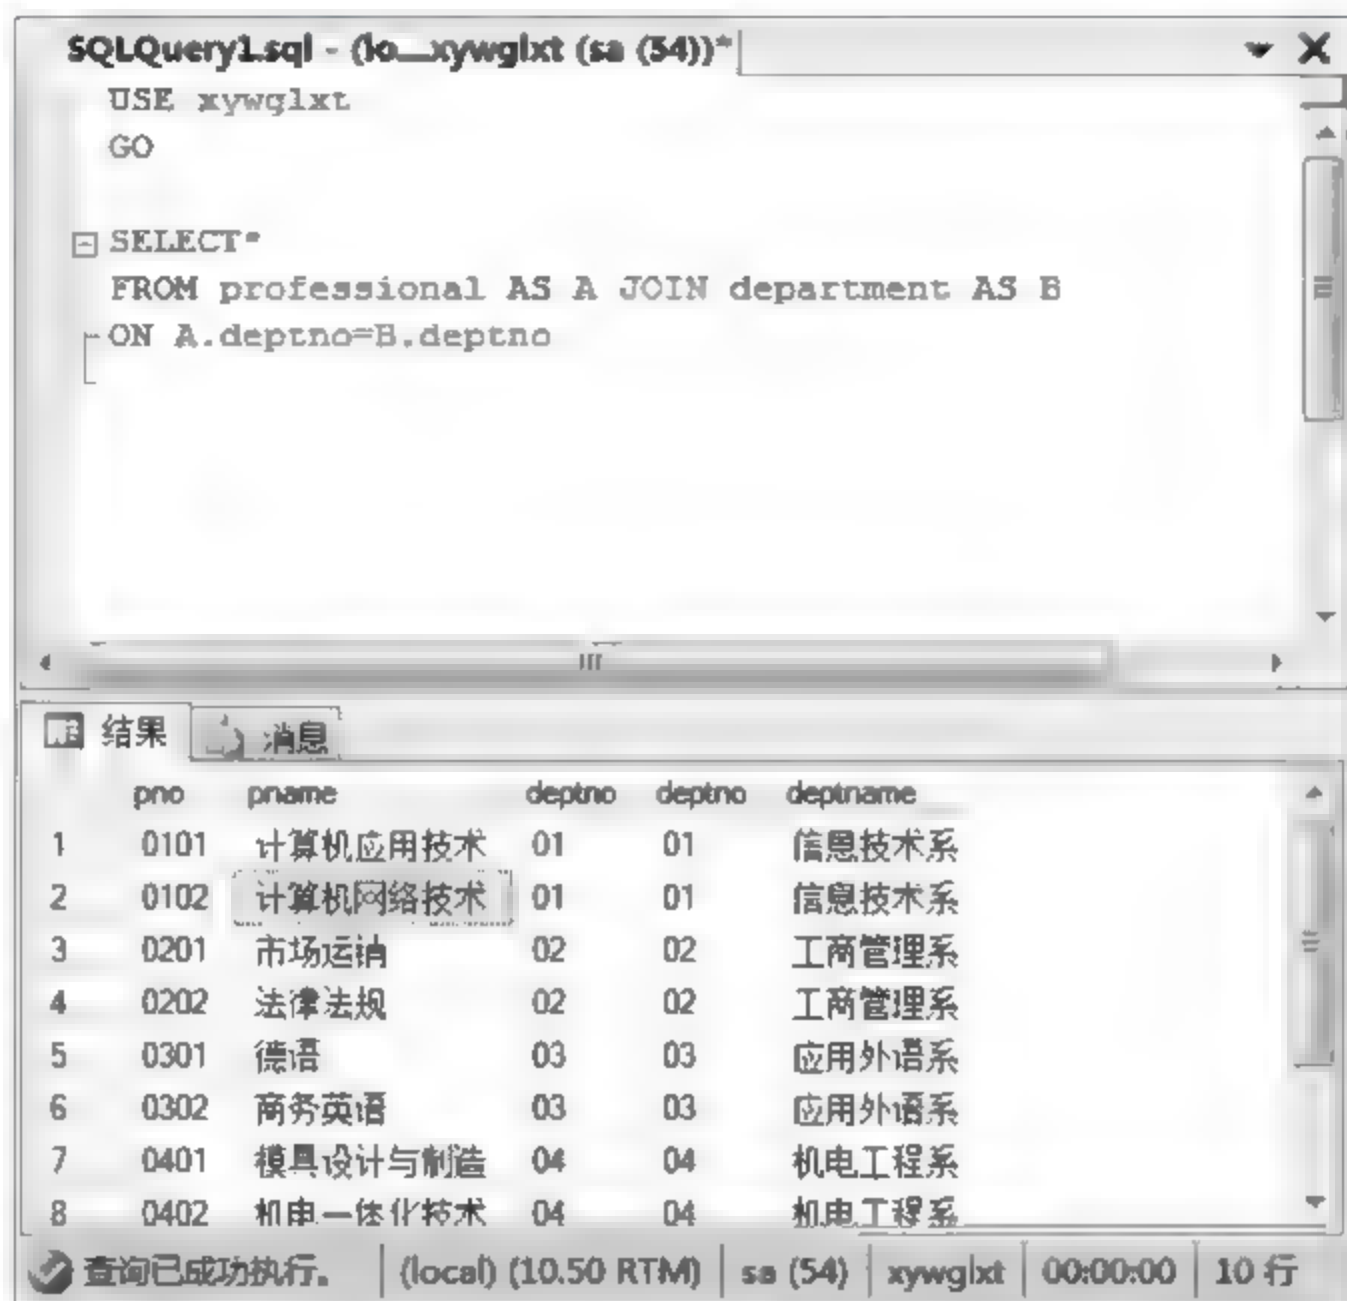 SQLQuery1.sql - (lo...xywglxt (sa (54))*
USE xywglxt
GO
SELECT*
FROM professional AS A JOIN department AS B
ON A.deptno=B.deptno
结果 消息
pno pname deptno deptno deptname
1 0101 计算机应用技术 01 01 信息技术系
2 0102 计算机网络技术 01 01 信息技术系
3 0201 市场运销 02 02 工商管理系
4 0202 法律法规 02 02 工商管理系
5 0301 德语 03 03 应用外语系
6 0302 商务英语 03 03 应用外语系
7 0401 模具设计与制造 04 04 机电工程系
8 0402 机电一体化技术 04 04 机电工程系
查询已成功执行。 (local) (10.50 RTM) sa (54) xywglxt 00:00:00 10 行